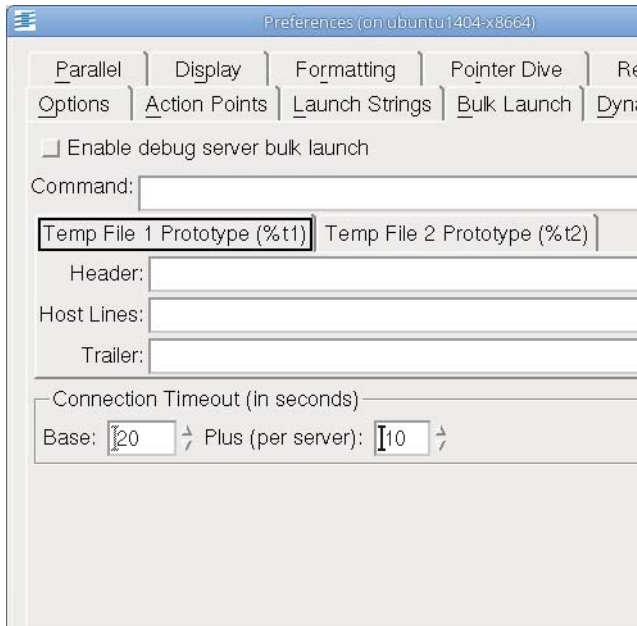 Preferences (on ubuntu1404-x8664)
Parallel Display Formatting Pointer Dive Re
Options Action Points Launch Strings Bulk Launch Dyna
Enable debug server bulk launch
Command:
Temp File 1 Prototype (%t1) Temp File 2 Prototype (%t2)
Header:
Host Lines:
Trailer:
Connection Timeout (in seconds)
Base: 20 Plus (per server): 10